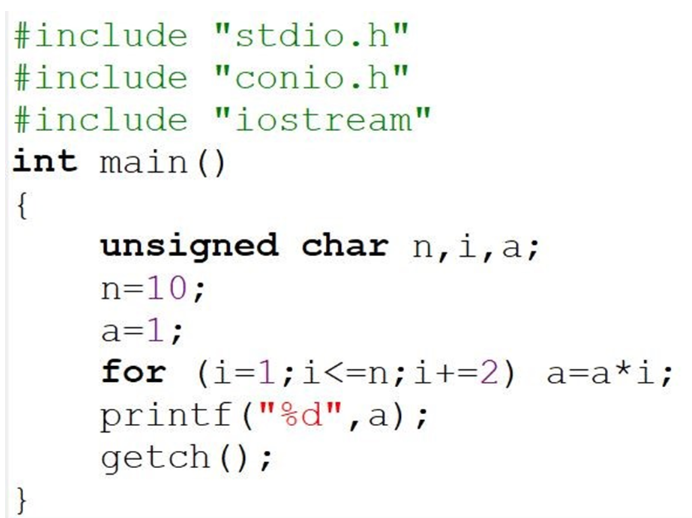 #include "stdio.h"
#include "conio.h"
#include "iostream"
int main()
{
unsigned char n,i,a;
n=10;
a=1;
for (i=1;i<=n;i+=2) a=a*i;
printf("%d",a);
getch();
}